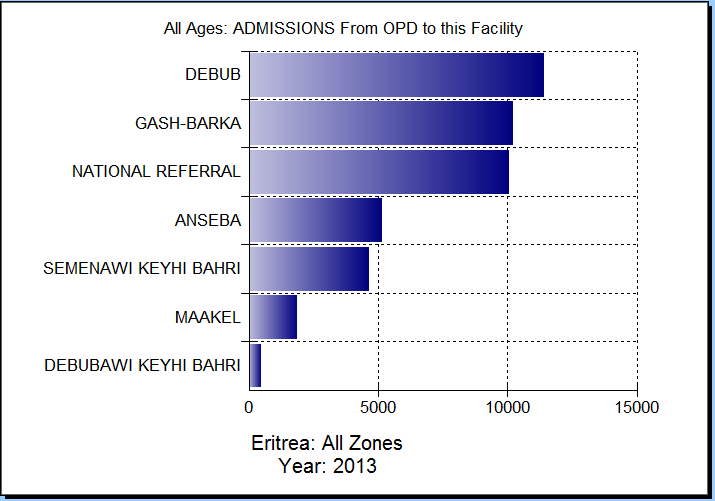 All Ages: ADMISSIONS From OPD to this Facility
DEBUB
GASH-BARKA
NATIONAL REFERRAL
ANSEBA
SEMENAWI KEYHI BAHRI
MAAKEL
DEBUBAWI KEYHI BAHRI
0 5000 10000 15000
Eritrea: All Zones
Year: 2013